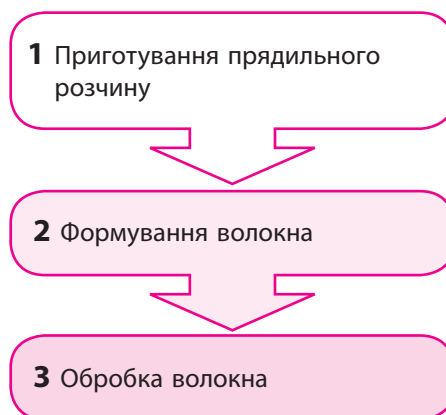 1 Приготування прядильного
розчину
2 Формування волокна
3 Обробка волокна